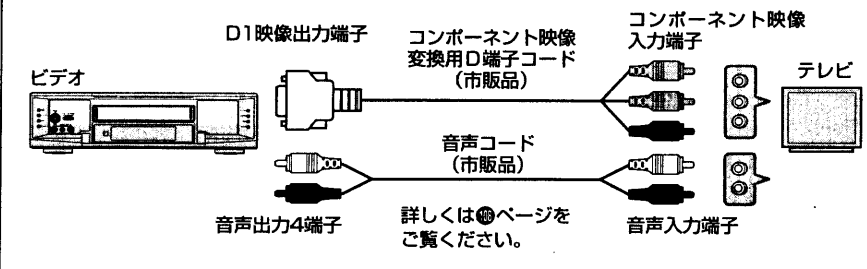 D1映像出力端子
コンポーネント映像
変換用D端子コード
(市販品)
コンポーネント映像
入力端子
ビデオ
テレビ
音声コード
(市販品)
音声出力4端子
詳しくは ページを
ご覧ください。
音声入力端子